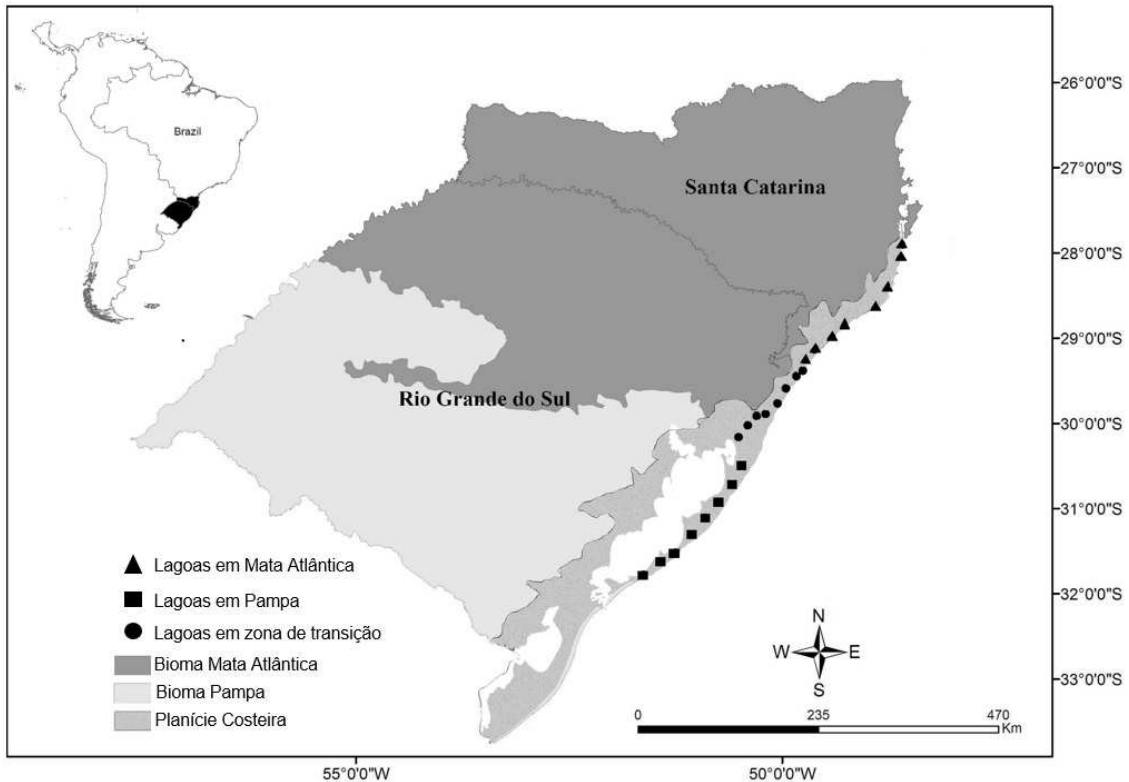 Brazil
Santa Catarina
Rio Grande do Sul
26°0'0"S
27°0'0"S
28°0'0"S
29°0'0"S
30°0'0"S
31°0'0"S
32°0'0"S
33°0'0"S
Lagoas em Mata Atlântica
Lagoas em Pampa
Lagoas em zona de transição
Bioma Mata Atlântica
Bioma Pampa
Planície Costeira
N
W E
S
0 235 470
Km
55°0'0"W 50°0'0"W